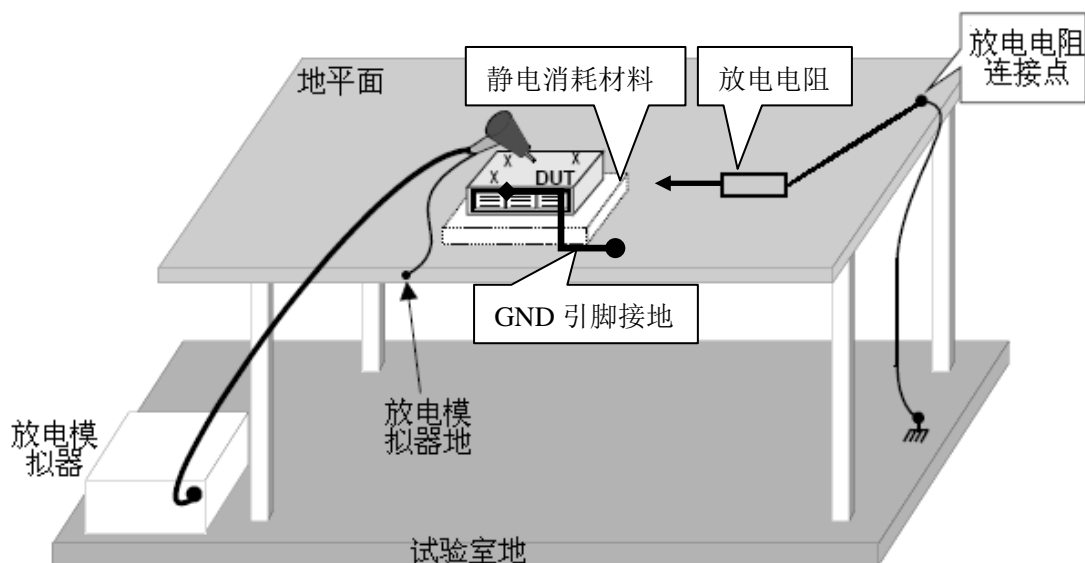 放电电阻
连接点
地平面
静电消耗材料
放电电阻
X
X
X
DUT
GND 引脚接地
放电模
拟器地
放电模
拟器
试验室地